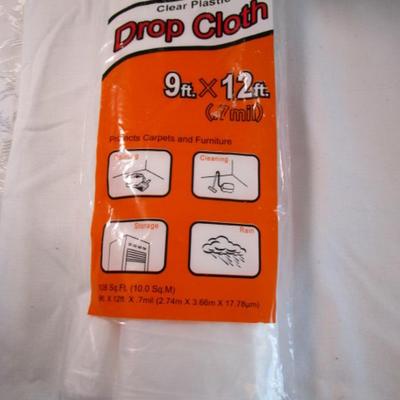 Clear Plastic
Drop Cloth
9ft. X 12ft.
(.7mil)
Protects Carpets and Furniture
Painting
Cleaning
Storage
Rain
108 Sq.Ft. (10.0 Sq.M)
9ft. X 12ft. X .7mil (2.74m X 3.66m X 17.78µm)